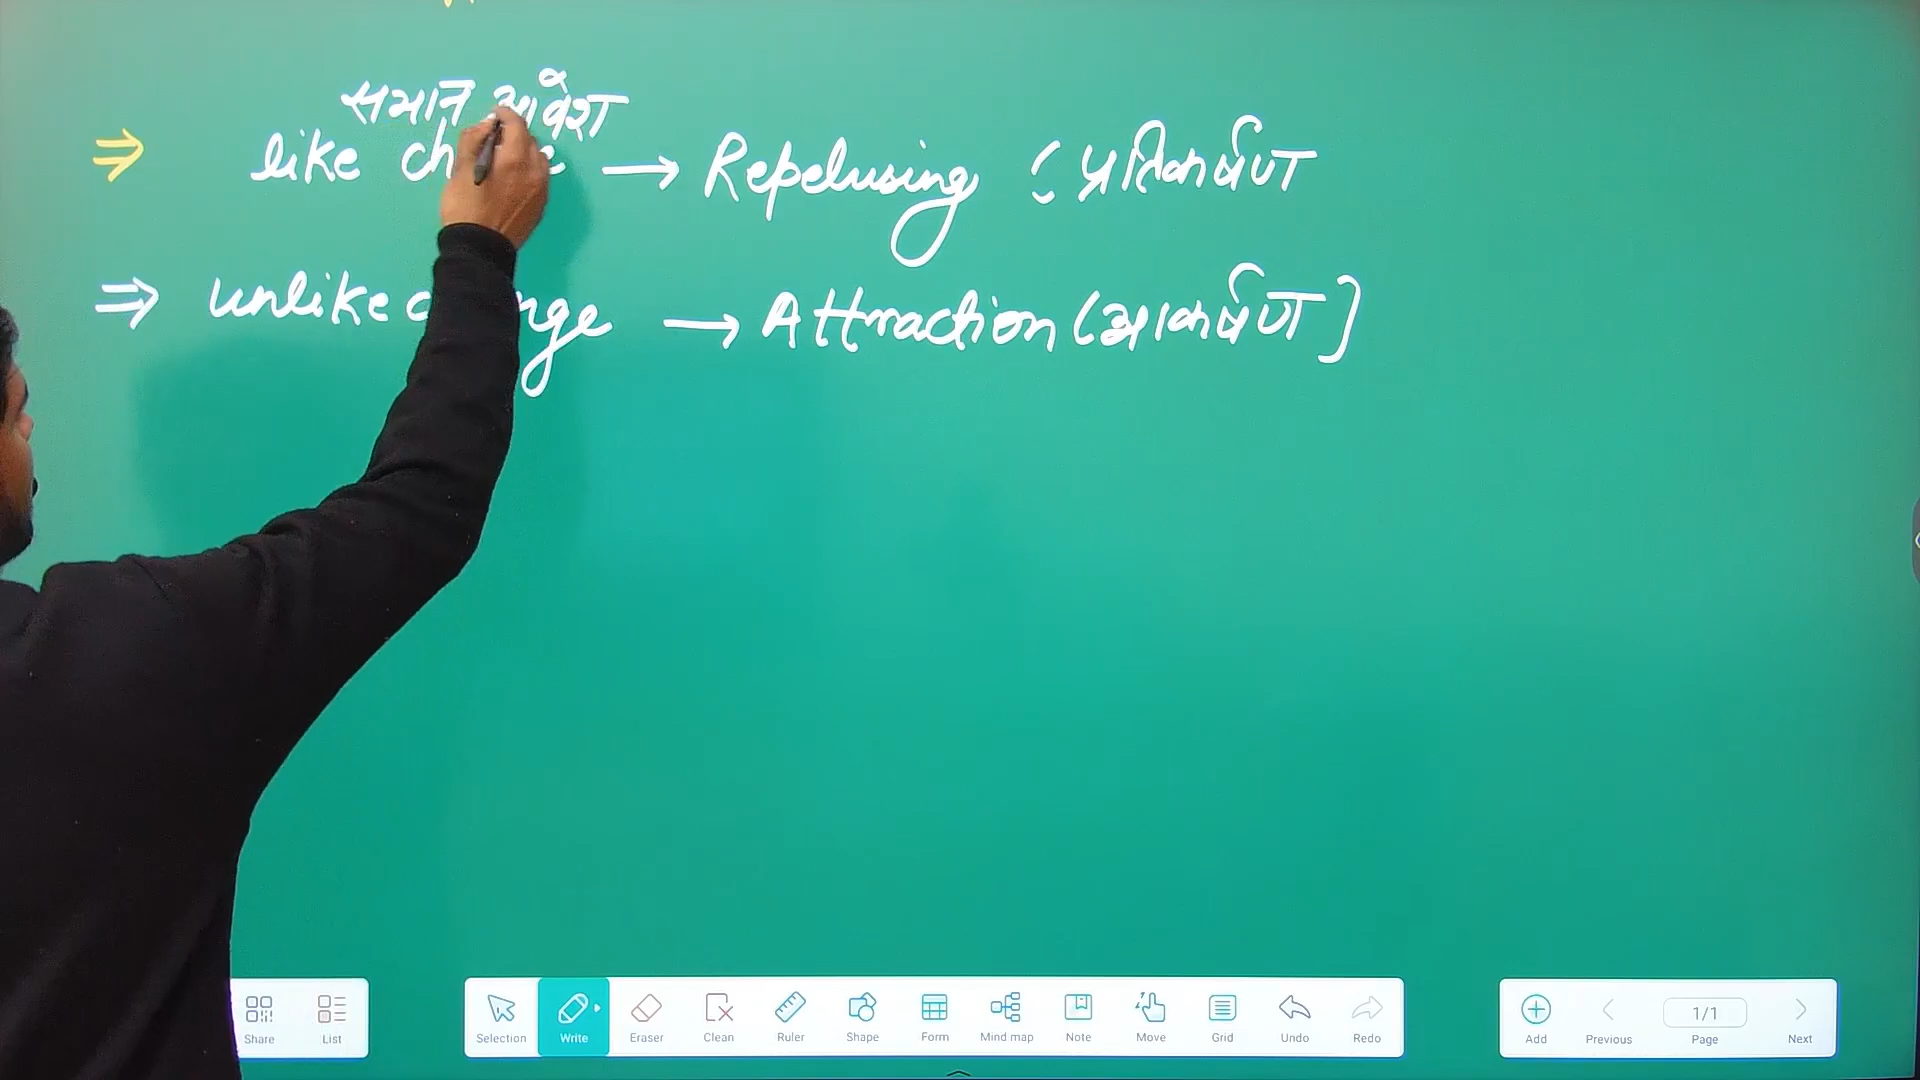 समान आवेश
⇒ like → Repelusing ( प्रतिकर्षण
⇒ unlike → Attraction (आकर्षण]
Share List Selection Write Eraser Clean Ruler Shape Form Mind map Note Move Grid Undo Redo Add Previous 1/1 Page Next